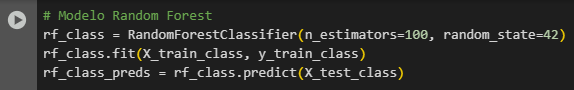 # Modelo Random Forest
rf_class = RandomForestClassifier(n_estimators=100, random_state=42)
rf_class.fit(X_train_class, y_train_class)
rf_class_preds = rf_class.predict(X_test_class)